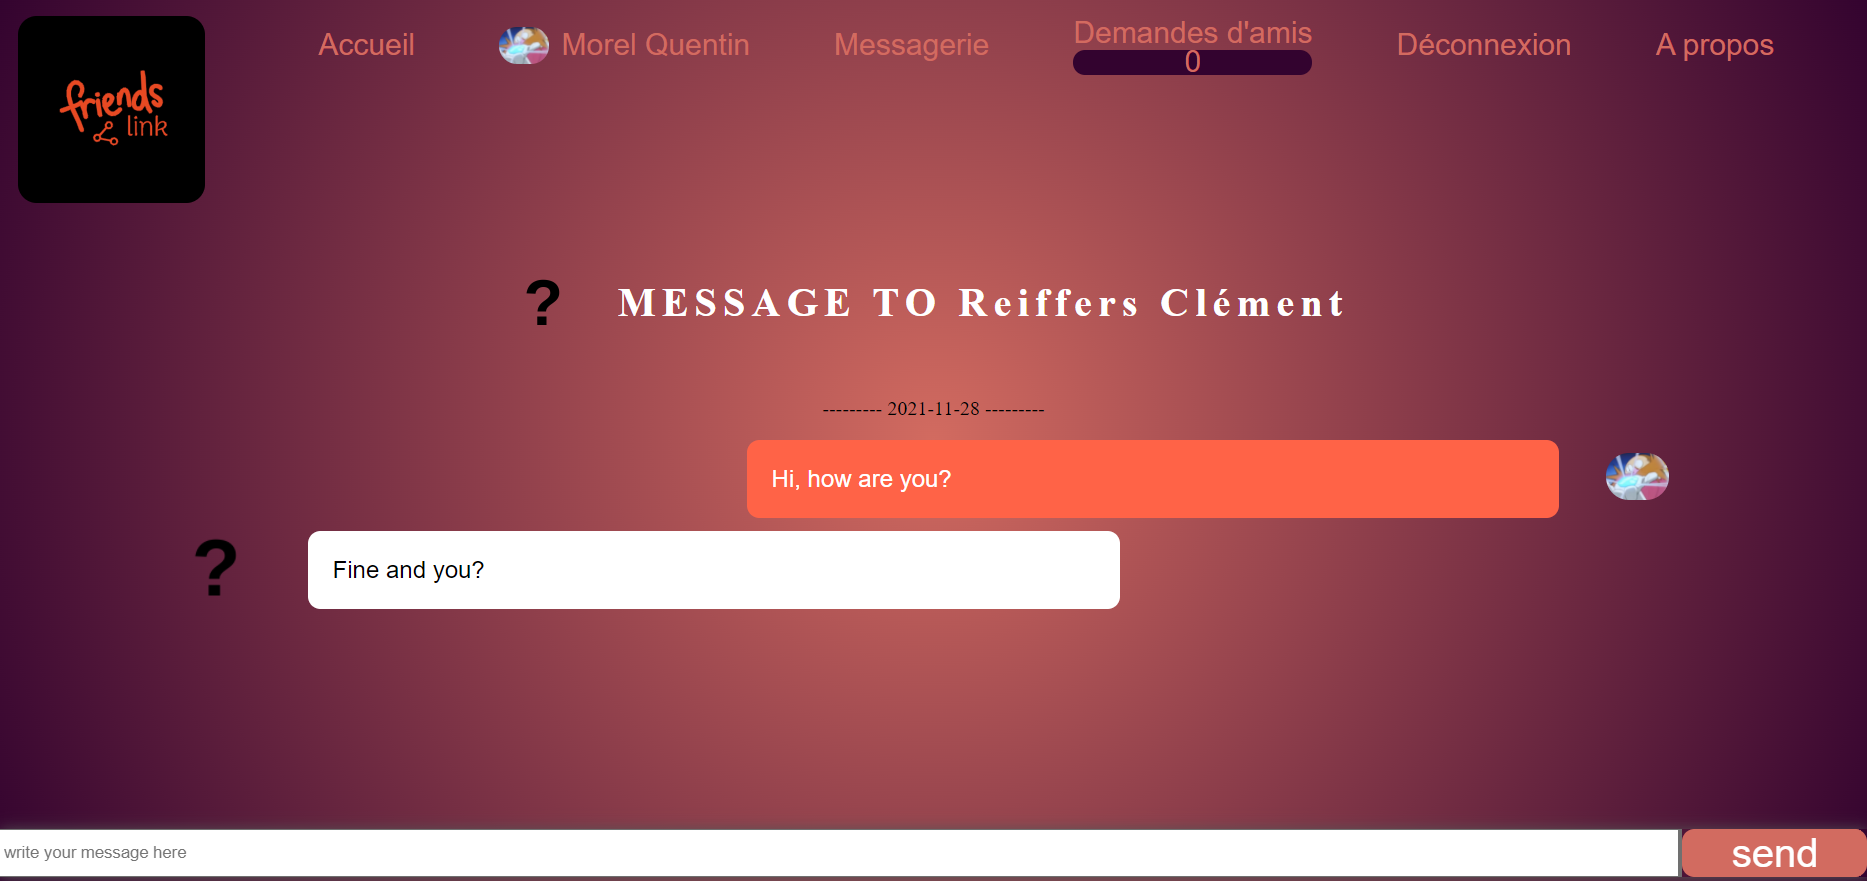 friends
link
Accueil
Morel Quentin
Messagerie
Demandes d'amis
0
Déconnexion
A propos
?
MESSAGE TO Reiffers Clément
--------- 2021-11-28 ---------
Hi, how are you?
?
Fine and you?
write your message here
send